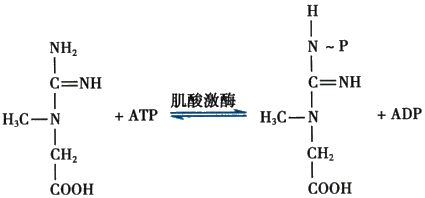 NH₂
C=NH
H₃C—N + ATP
CH₂
COOH
肌酸激酶
H
N ~ P
C=NH
H₃C—N + ADP
CH₂
COOH